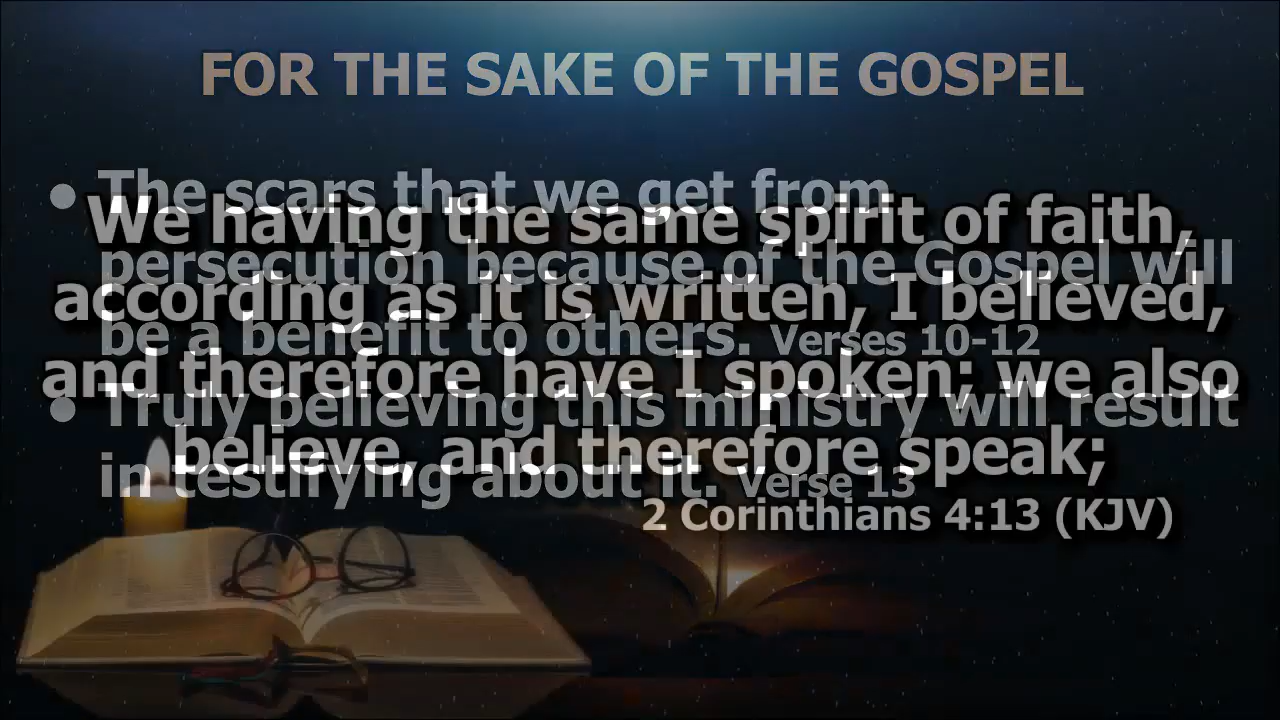 FOR THE SAKE OF THE GOSPEL
• The scars that we get from
persecution because of the Gospel will
be a benefit to others. Verses 10-12
• Truly believing this ministry will result
in testifying about it. Verse 13
We having the same spirit of faith,
according as it is written, I believed,
and therefore have I spoken; we also
believe, and therefore speak;
2 Corinthians 4:13 (KJV)